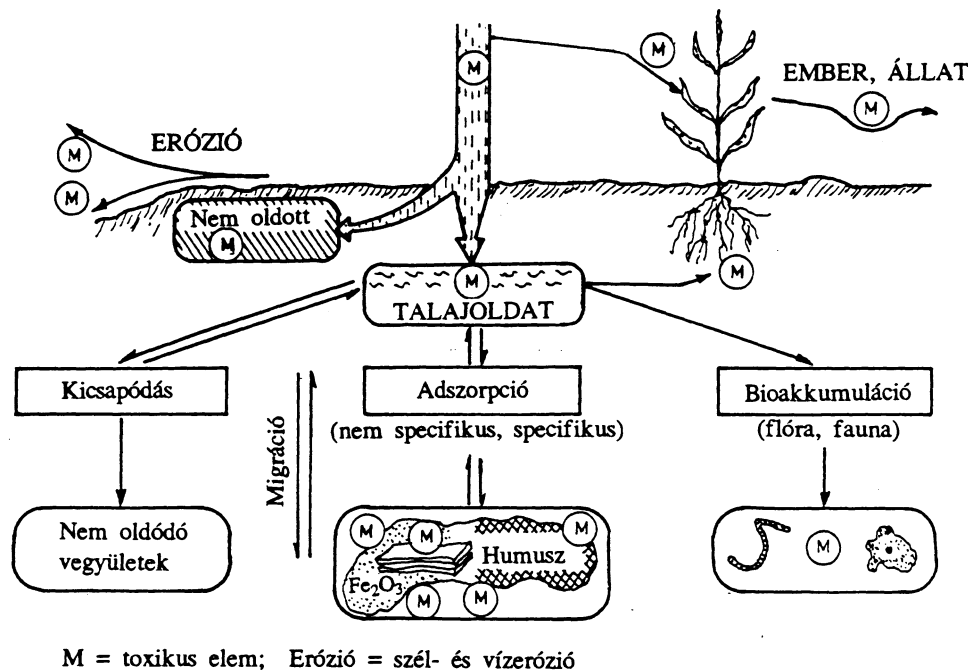 M
M
EMBER, ÁLLAT
M
ERÓZIÓ
M
M
Nem oldott
M
M
TALAJOLDAT
M
Kicsapódás
Adszorpció
(nem specifikus, specifikus)
Bioakkumuláció
(flóra, fauna)
Migráció
Nem oldódó
vegyületek
M
M
M
Humusz
Fe₂O₃
M
M
M
M = toxikus elem; Erózió = szél- és vízerózió